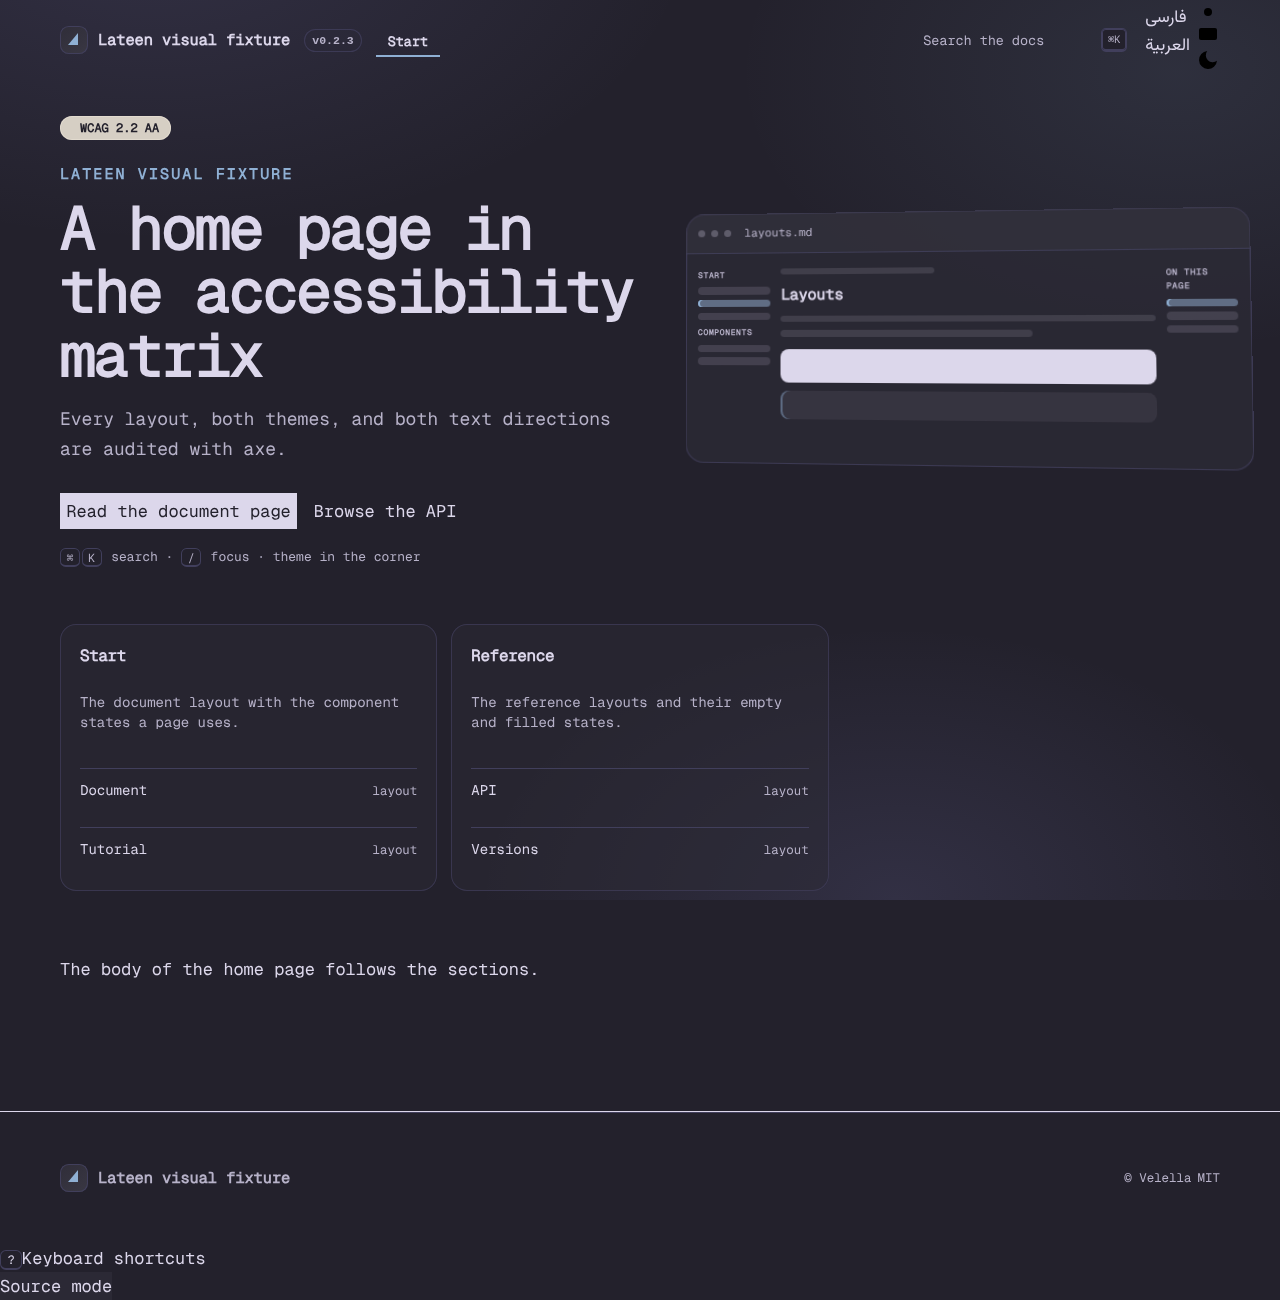 Lateen visual fixture v0.2.3 Start Search the docs ⌘K
فارسی
العربية
WCAG 2.2 AA
LATEEN VISUAL FIXTURE
A home page in
the accessibility
matrix
Every layout, both themes, and both text directions
are audited with axe.
Read the document page Browse the API
⌘ K search · / focus · theme in the corner
layouts.md
START
COMPONENTS
Layouts
ON THIS
PAGE
Start
The document layout with the component
states a page uses.
Document layout
Tutorial layout
Reference
The reference layouts and their empty
and filled states.
API layout
Versions layout
The body of the home page follows the sections.
Lateen visual fixture © Velella MIT
? Keyboard shortcuts
Source mode